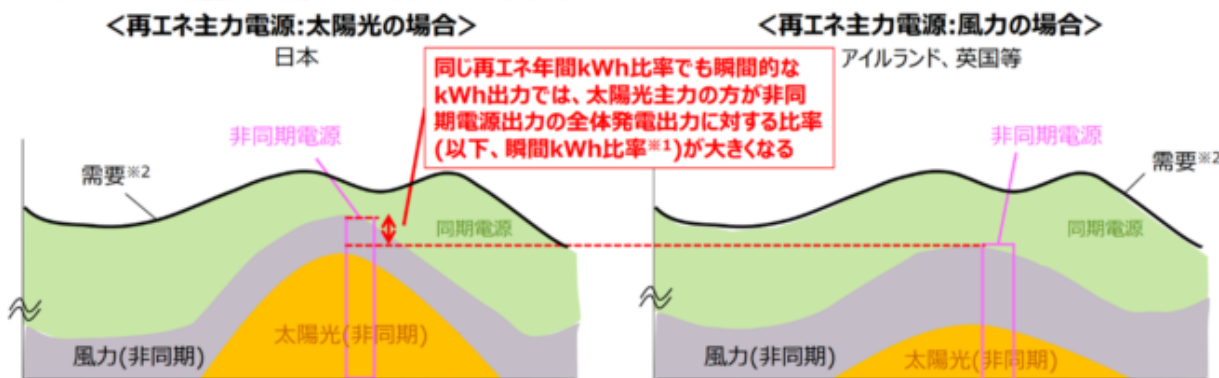 <再エネ主力電源:太陽光の場合>
日本
<再エネ主力電源:風力の場合>
アイルランド、英国等
同じ再エネ年間kWh比率でも瞬間的な
kWh出力では、太陽光主力の方が非同
期電源出力の全体発電出力に対する比率
(以下、瞬間kWh比率※1)が大きくなる
非同期電源
需要※2
同期電源
太陽光(非同期)
風力(非同期)
非同期電源
需要※2
同期電源
風力(非同期)
太陽光(非同期)